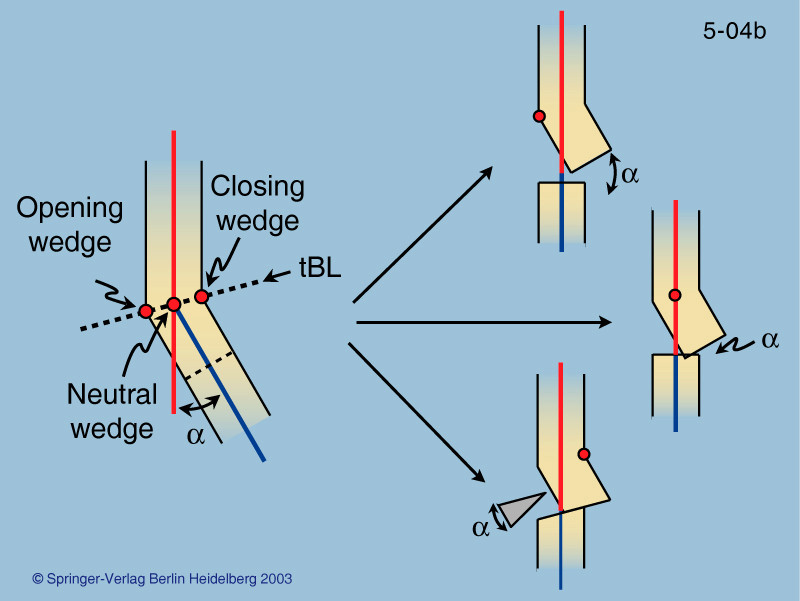 5-04b
Opening
wedge
Closing
wedge
tBL
Neutral
wedge
α
α
α
α
© Springer-Verlag Berlin Heidelberg 2003